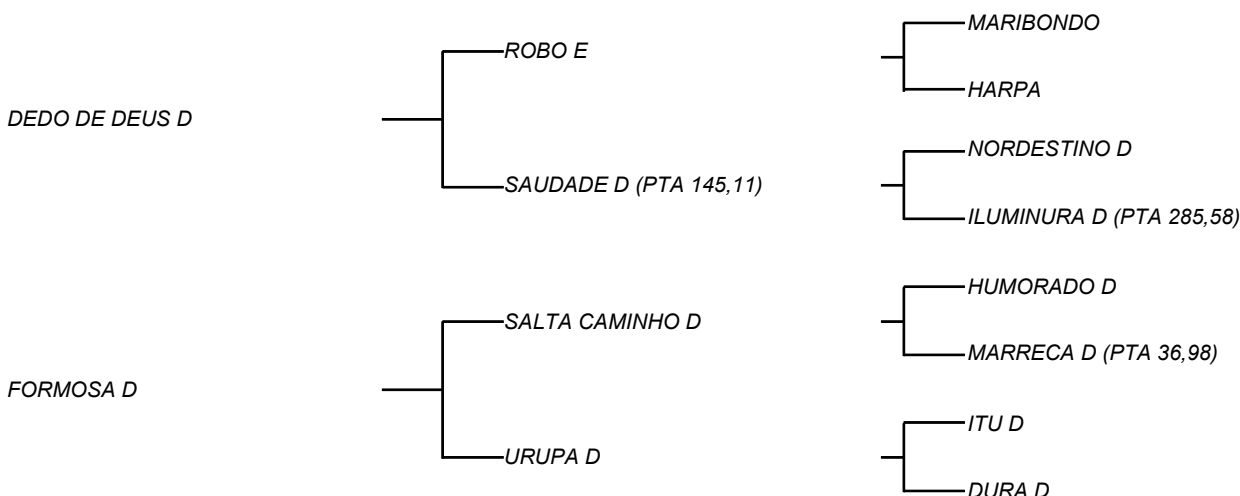 MARIBONDO
ROBO E
HARPA
DEDO DE DEUS D
NORDESTINO D
SAUDADE D (PTA 145,11)
ILUMINURA D (PTA 285,58)
HUMORADO D
SALTA CAMINHO D
MARRECA D (PTA 36,98)
FORMOSA D
ITU D
URUPA D
DURA D